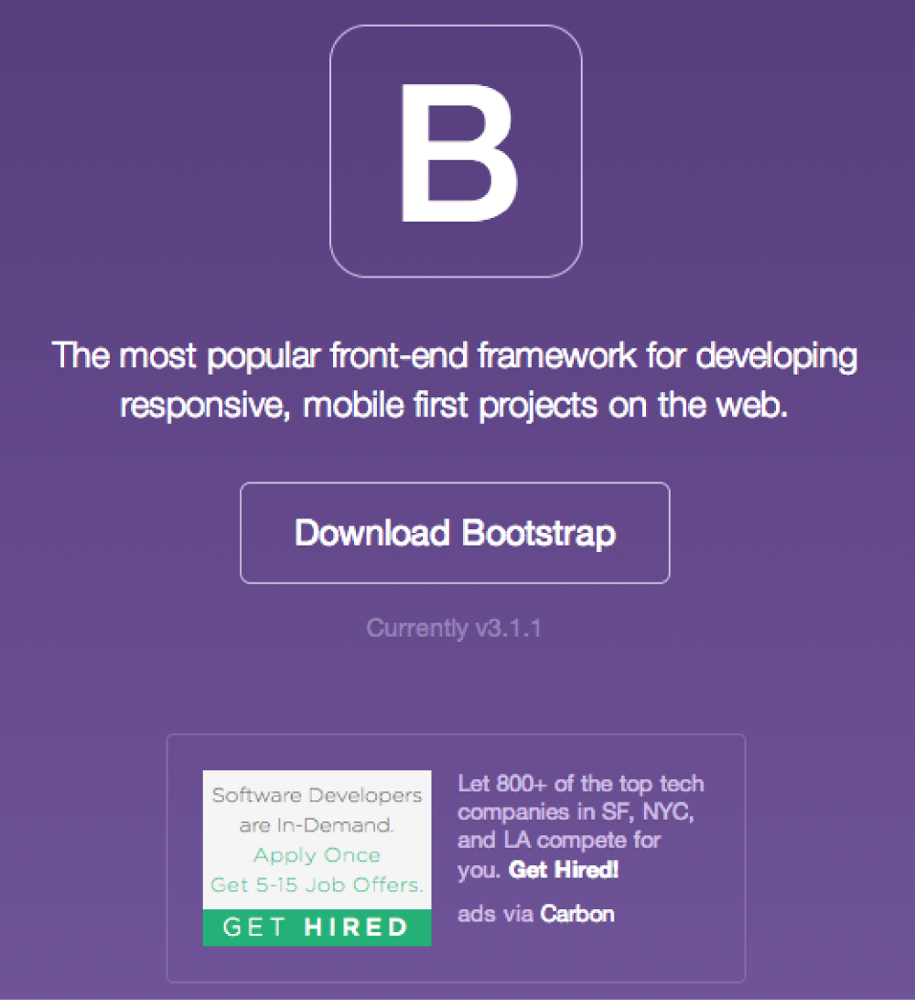 B
The most popular front-end framework for developing
responsive, mobile first projects on the web.
Download Bootstrap
Currently v3.1.1
Software Developers
are In-Demand.
Apply Once
Get 5-15 Job Offers.
GET HIRED
Let 800+ of the top tech
companies in SF, NYC,
and LA compete for
you. Get Hired!
ads via Carbon